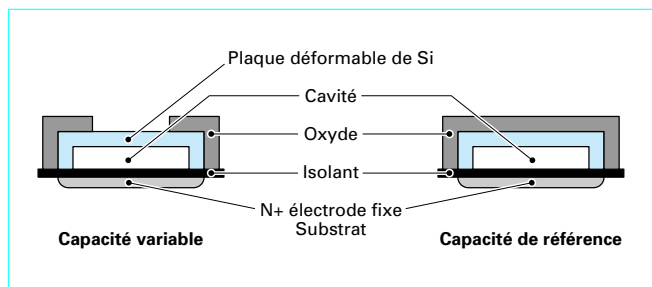 Plaque déformable de Si
Cavité
Oxyde
Isolant
N+ électrode fixe
Substrat
Capacité variable
Capacité de référence